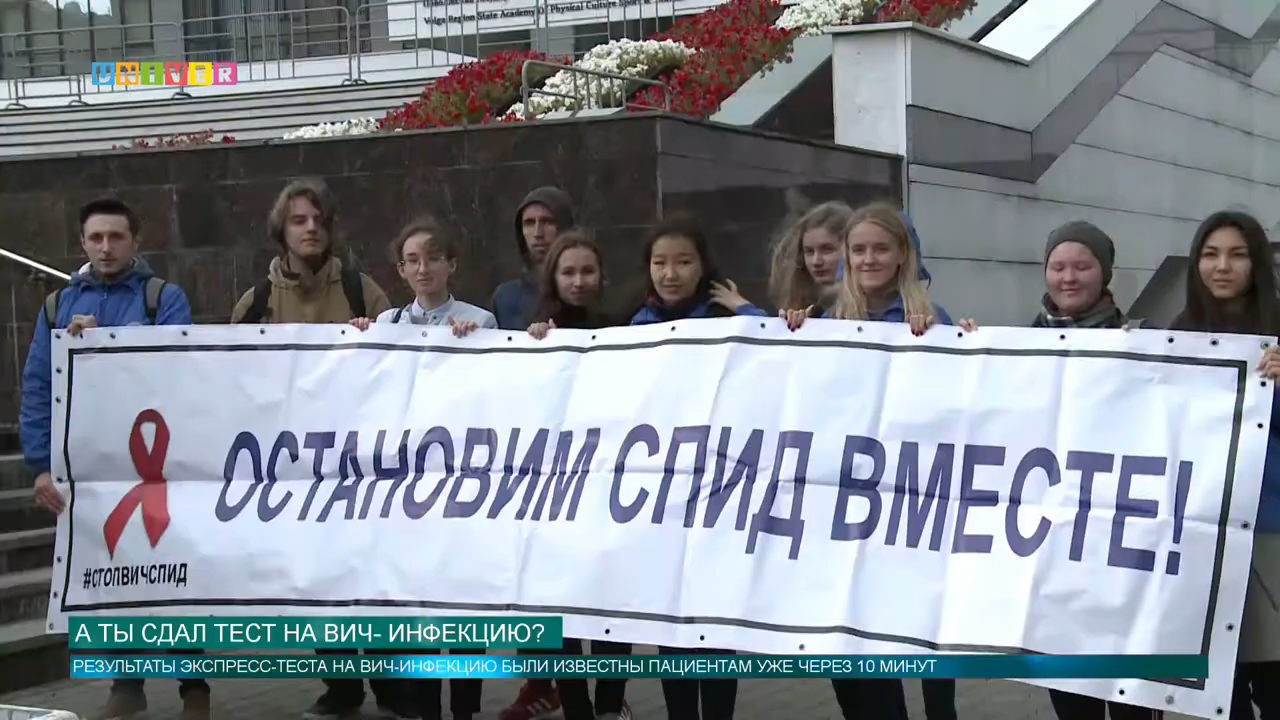 Volga Region State Academy of Physical Culture Sport
UNIVER
ОСТАНОВИМ СПИД ВМЕСТЕ!
#СТОПВИЧСПИД
А ТЫ СДАЛ ТЕСТ НА ВИЧ- ИНФЕКЦИЮ?
РЕЗУЛЬТАТЫ ЭКСПРЕСС-ТЕСТА НА ВИЧ-ИНФЕКЦИЮ БЫЛИ ИЗВЕСТНЫ ПАЦИЕНТАМ УЖЕ ЧЕРЕЗ 10 МИНУТ